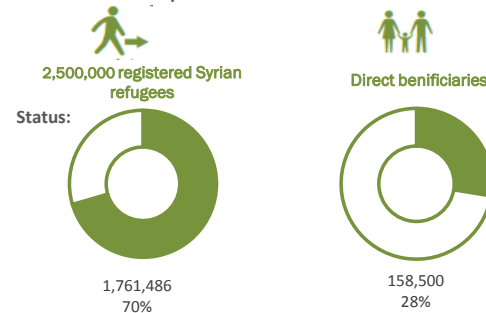 2,500,000 registered Syrian
refugees
Direct benificiaries
Status:
1,761,486
70%
158,500
28%